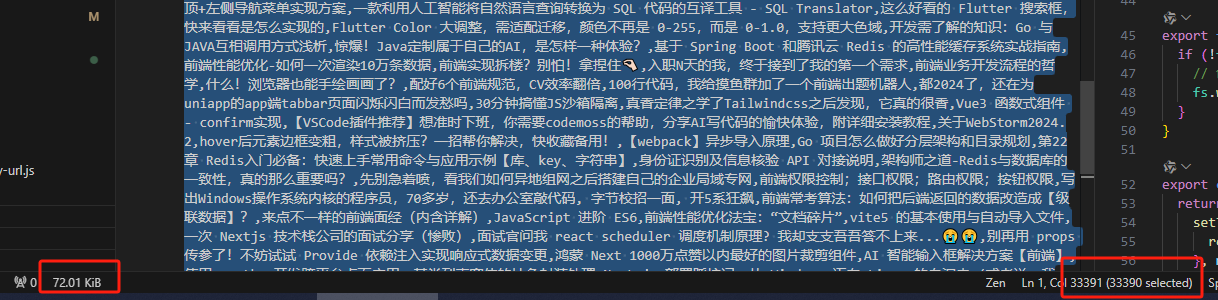 M
顶+左侧导航菜单实现方案,一款利用人工智能将自然语言查询转换为 SQL 代码的互译工具 - SQL Translator,这么好看的 Flutter 搜索框,
快来看看是怎么实现的,Flutter Color 大调整, 需适配迁移, 颜色不再是 0-255, 而是 0-1.0, 支持更大色域,开发需了解的知识: Go 与
JAVA互相调用方式浅析,惊爆! Java定制属于自己的AI, 是怎样一种体验? ,基于 Spring Boot 和腾讯云 Redis 的高性能缓存系统实战指南,
前端性能优化-如何一次渲染10万条数据,前端实现拆楼? 别怕! 拿捏住👊,入职N天的我, 终于接到了我的第一个需求,前端业务开发流程的哲
学,什么! 浏览器也能手绘画画了? ,配好6个前端规范, CV效率翻倍,100行代码, 我给摸鱼群加了一个前端出题机器人,都2024了, 还在为
uniapp的app端tabbar页面闪烁闪白而发愁吗,30分钟搞懂JS沙箱隔离,真香定律之学了Tailwindcss之后发现, 它真的很香,Vue3 函数式组件
- confirm实现,【VSCode插件推荐】想准时下班, 你需要codemoss的帮助, 分享AI写代码的愉快体验, 附详细安装教程,关于WebStorm2024.
2,hover后元素边框变粗, 样式被挤压? 一招帮你解决, 快收藏备用! ,【webpack】异步导入原理,Go 项目怎么做好分层架构和目录规划,第22
章 Redis入门必备: 快速上手常用命令与应用示例【库、key、字符串】,身份证识别及信息核验 API 对接说明,架构师之道-Redis与数据库的
一致性, 真的那么重要吗? ,先别急着喷, 看我们如何异地组网之后搭建自己的企业局域专网,前端权限控制; 接口权限; 路由权限; 按钮权限,写
出Windows操作系统内核的程序员, 70多岁, 还去办公室敲代码, 字节校招一面, 开5系狂飙,前端常考算法: 如何把后端返回的数据改造成【级
联数据】? ,来点不一样的前端面经 (内含详解) ,JavaScript 进阶 ES6,前端性能优化法宝: “文档碎片”,vite5 的基本使用与自动导入文件,
一次 Nextjs 技术栈公司的面试分享 (惨败) ,面试官问我 react scheduler 调度机制原理? 我却支支吾吾答不上来...😭😭,别再用 props
传参了! 不妨试试 Provide 依赖注入实现响应式数据变更,鸿蒙 Next 1000万点赞以内最好的图片裁剪组件,AI 智能输入框解决方案【前端】,
y-url.js
0
72.01 KiB
Zen
Ln 1, Col 33391 (33390 selected)
Sp
44
45 export
46 if (!
47 //
48 fs.
49 }
50 }
51
52 export
53 return
54 set
55
56 },